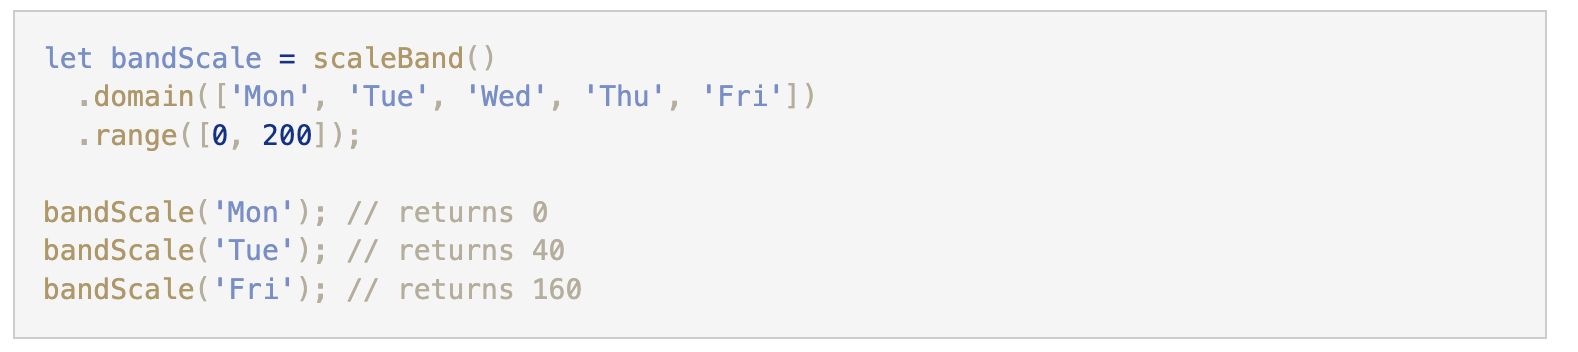 let bandScale = scaleBand()
  .domain(['Mon', 'Tue', 'Wed', 'Thu', 'Fri'])
  .range([0, 200]);

bandScale('Mon'); // returns 0
bandScale('Tue'); // returns 40
bandScale('Fri'); // returns 160